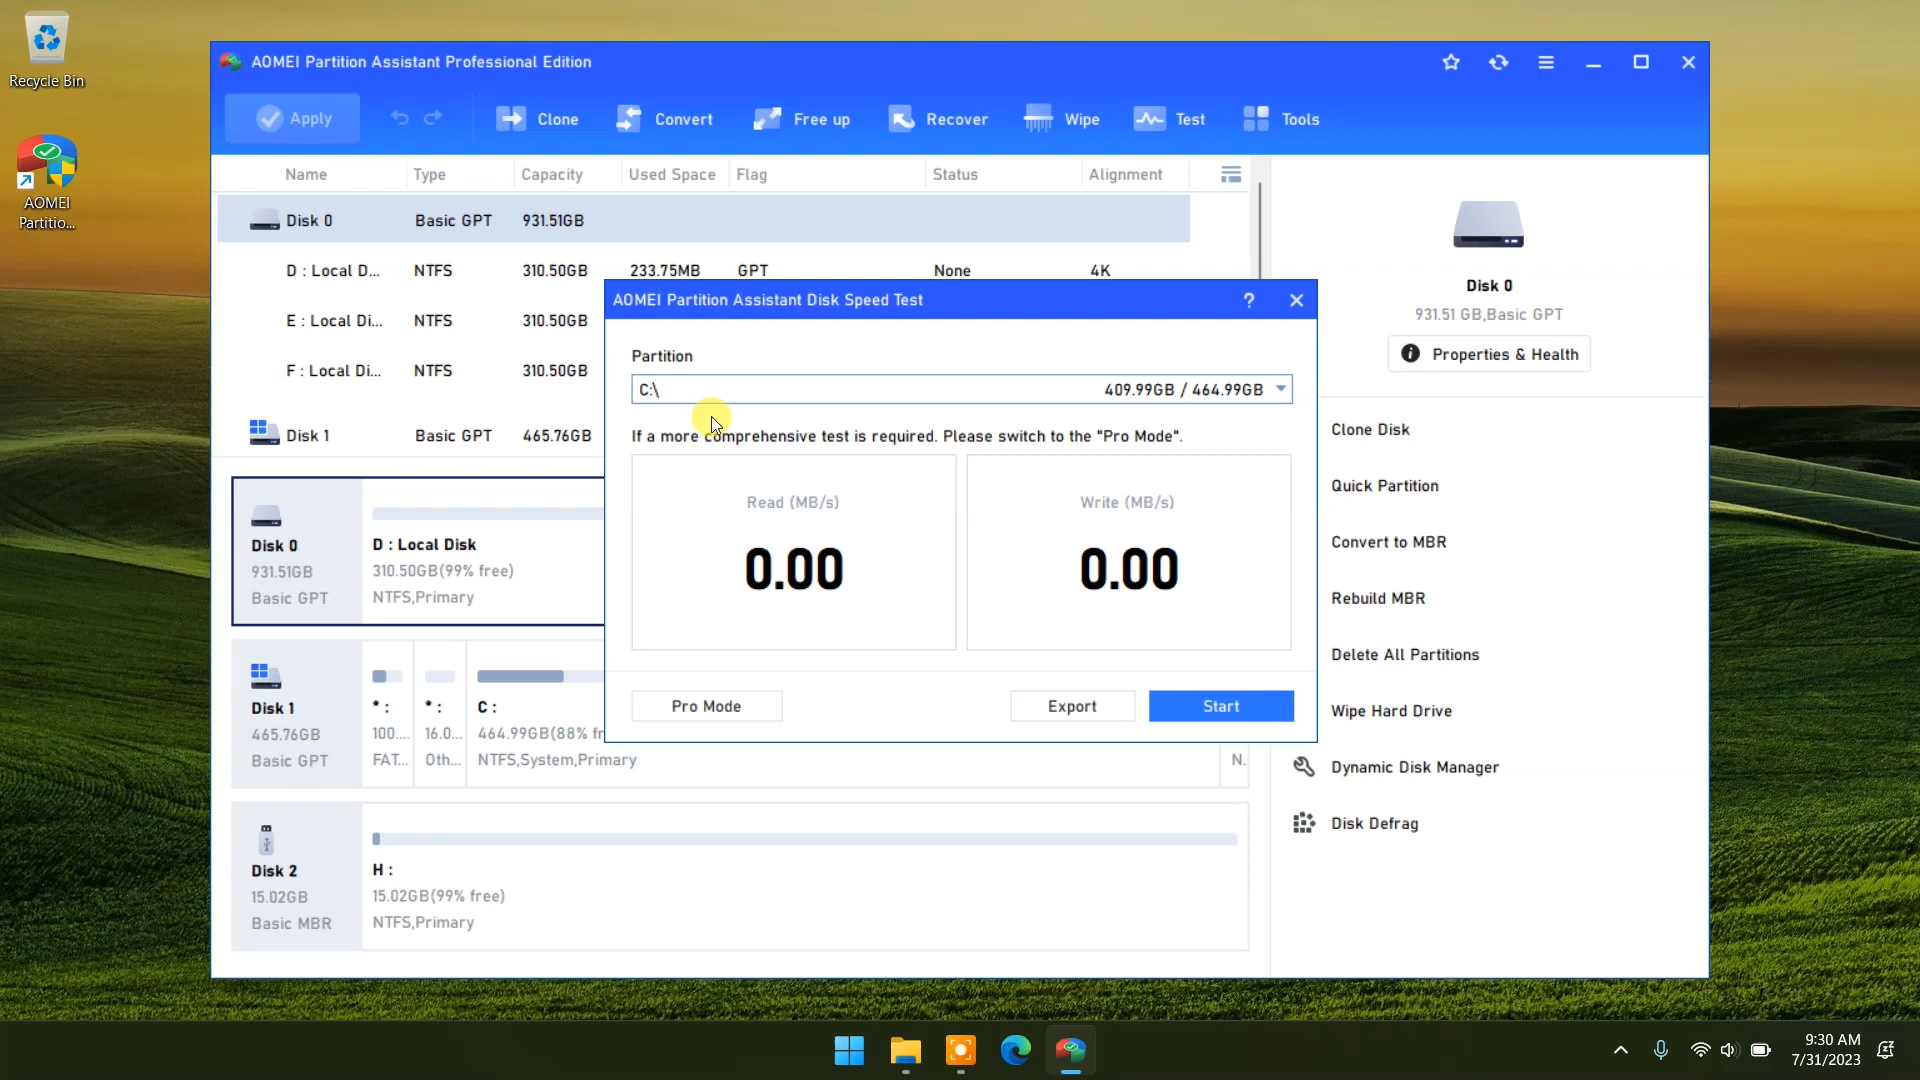 Recycle Bin
AOMEI
Partitio...
AOMEI Partition Assistant Professional Edition
Apply
Clone
Convert
Free up
Recover
Wipe
Test
Tools
Name Type Capacity Used Space Flag Status Alignment
Disk 0 Basic GPT 931.51GB
D : Local D... NTFS 310.50GB 233.75MB GPT None 4K
E : Local Di... NTFS 310.50GB
F : Local Di... NTFS 310.50GB
Disk 1 Basic GPT 465.76GB
AOMEI Partition Assistant Disk Speed Test
?
Partition
C:\ 409.99GB / 464.99GB
If a more comprehensive test is required. Please switch to the "Pro Mode".
Read (MB/s)
0.00
Write (MB/s)
0.00
Pro Mode
Export
Start
Disk 0
931.51GB
Basic GPT
D : Local Disk
310.50GB(99% free)
NTFS,Primary
Disk 1
465.76GB
Basic GPT
* :
100....
FAT...
* :
16.0...
Oth...
C :
464.99GB(88% fr
NTFS,System,Primary
N.
Disk 2
15.02GB
Basic MBR
H :
15.02GB(99% free)
NTFS,Primary
Disk 0
931.51 GB,Basic GPT
Properties & Health
Clone Disk
Quick Partition
Convert to MBR
Rebuild MBR
Delete All Partitions
Wipe Hard Drive
Dynamic Disk Manager
Disk Defrag
9:30 AM
7/31/2023